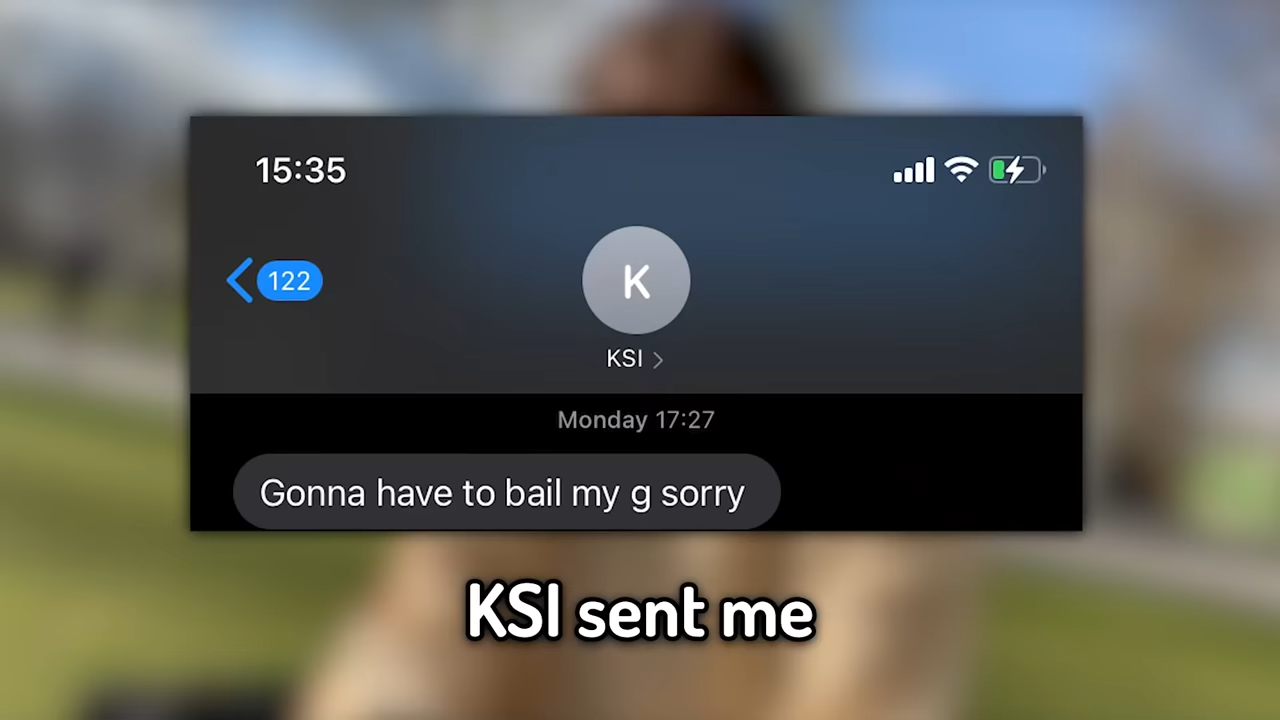 15:35
122
K
KSI
Monday 17:27
Gonna have to bail my g sorry
KSI sent me